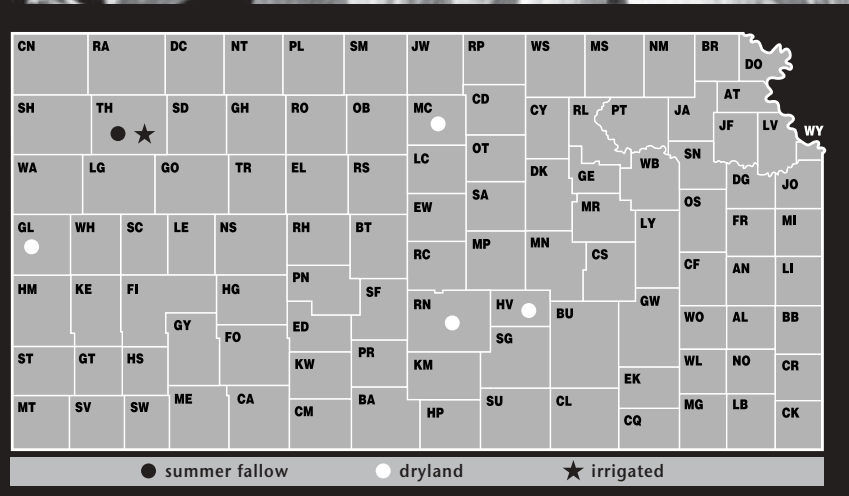 CN RA DC NT PL SM JW RP WS MS NM BR DO
SH TH SD GH RO OB MC CD CY RL PT JA AT
JF LV WY
WA LG GO TR EL RS LC OT DK GE WB SN DG JO
EW SA MR OS
GL WH SC LE NS RH BT RC MP MN CS LY FR MI
HM KE FI HG PN SF RN HV BU GW CF AN LI
GY FO ED SG WO AL BB
ST GT HS KW PR KM EK WL NO CR
MT SV SW ME CA CM BA HP SU CL CQ MG LB CK
summer fallow dryland irrigated